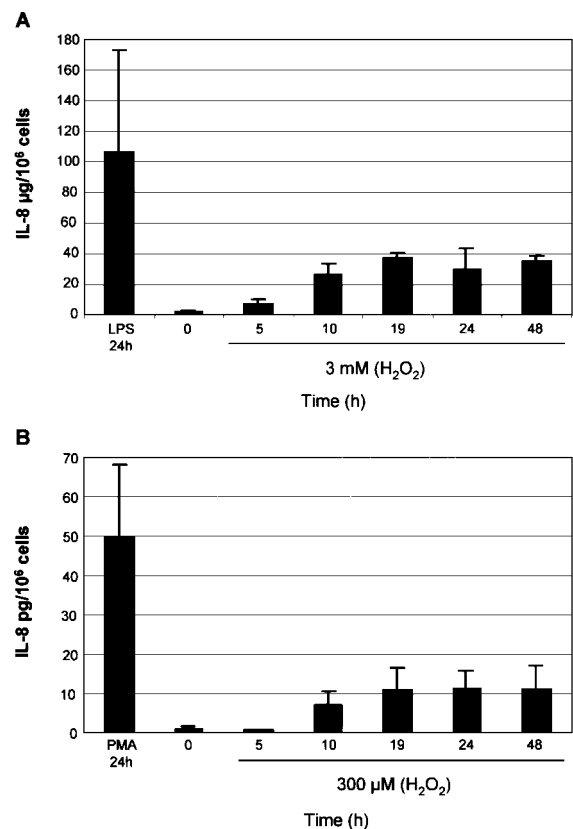 A
180
160
140
120
100
80
60
40
20
0
IL-8 µg/10⁶ cells
LPS 0 5 10 19 24 48
24h
3 mM (H₂O₂)
Time (h)
B
70
60
50
40
30
20
10
0
IL-8 pg/10⁶ cells
PMA 0 5 10 19 24 48
24h
300 µM (H₂O₂)
Time (h)